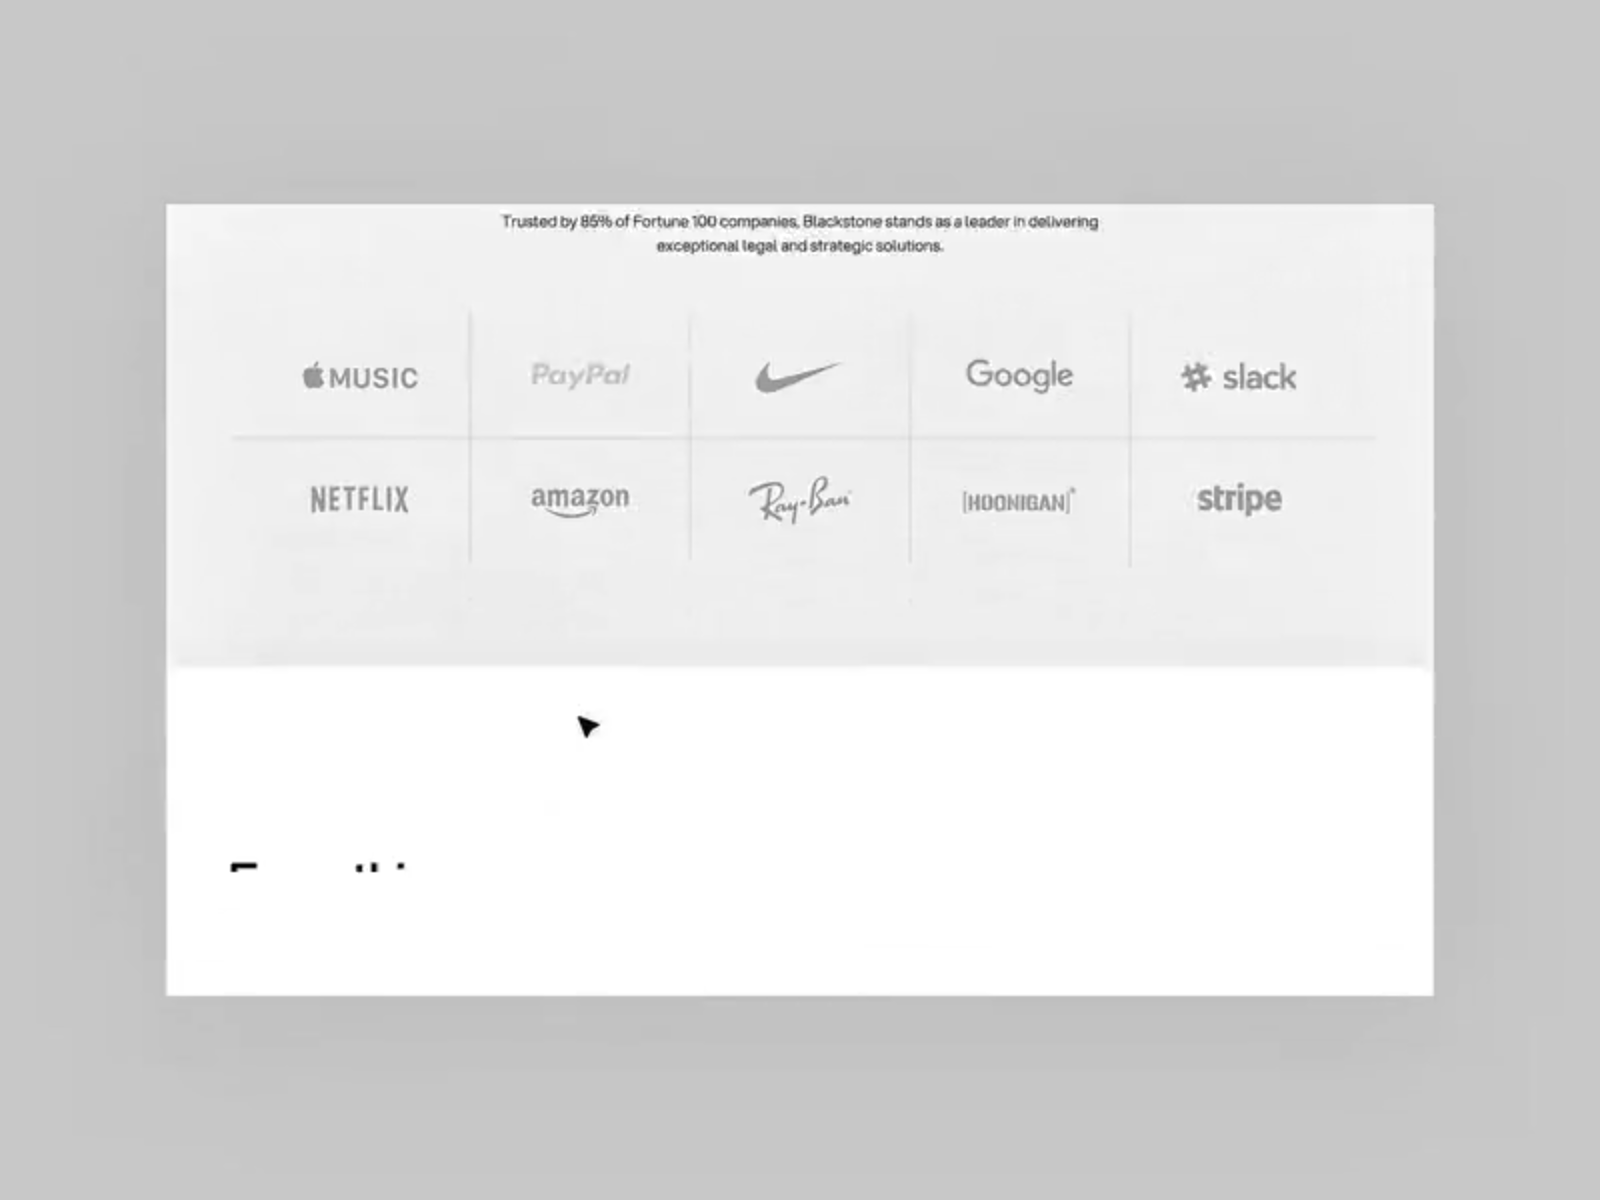 Trusted by 85% of Fortune 100 companies, Blackstone stands as a leader in delivering
exceptional legal and strategic solutions.
MUSIC PayPal Google slack
NETFLIX amazon Ray-Ban [HOONIGAN] stripe